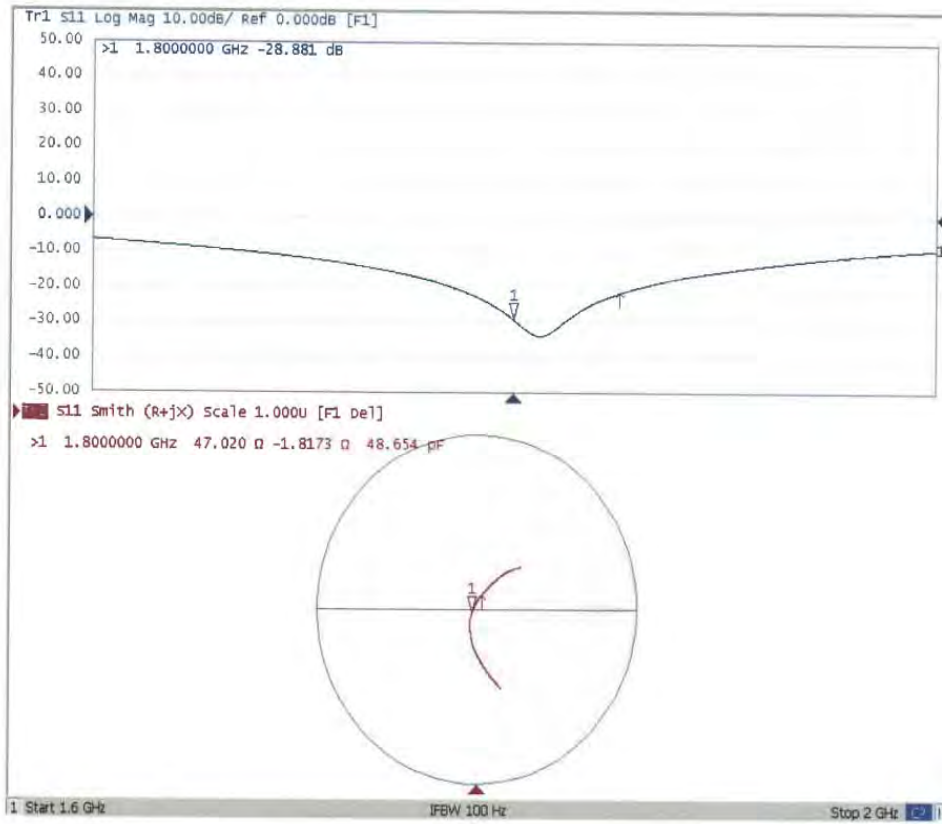 Tr1 S11 Log Mag 10.00dB/ Ref 0.000dB [F1]
50.00
>1 1.8000000 GHz -28.881 dB
40.00
30.00
20.00
10.00
0.000
-10.00
1
-20.00
1
-30.00
-40.00
-50.00
S11 Smith (R+jX) Scale 1.000U [F1 Del]
>1 1.8000000 GHz 47.020 Ω -1.8173 Ω 48.654 pF
1
1 Start 1.6 GHz IFBW 100 Hz Stop 2 GHz